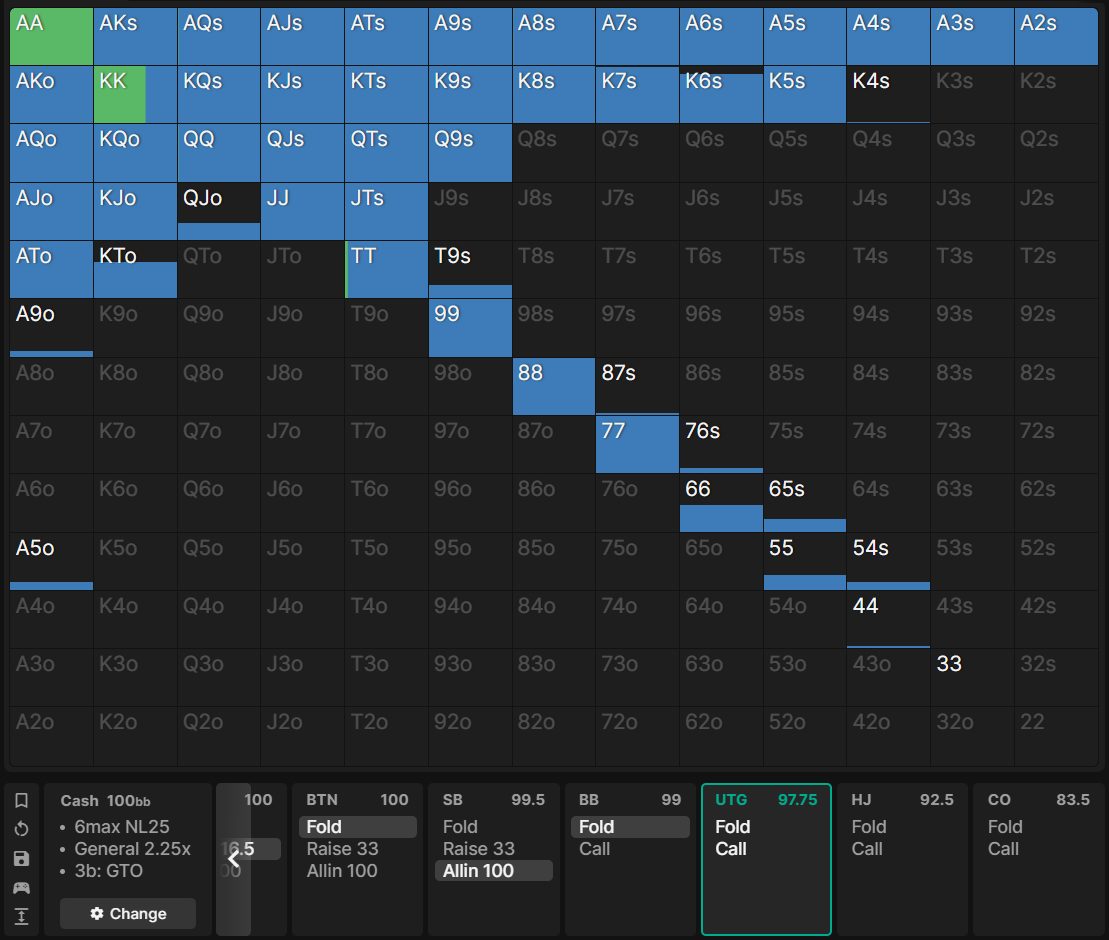 AA AKs AQs AJs ATs A9s A8s A7s A6s A5s A4s A3s A2s
AKo KK KQs KJs KTs K9s K8s K7s K6s K5s K4s K3s K2s
AQo KQo QQ QJs QTs Q9s Q8s Q7s Q6s Q5s Q4s Q3s Q2s
AJo KJo QJo JJ JTs J9s J8s J7s J6s J5s J4s J3s J2s
ATo KTo QTo JTo TT T9s T8s T7s T6s T5s T4s T3s T2s
A9o K9o Q9o J9o T9o 99 98s 97s 96s 95s 94s 93s 92s
A8o K8o Q8o J8o T8o 98o 88 87s 86s 85s 84s 83s 82s
A7o K7o Q7o J7o T7o 97o 87o 77 76s 75s 74s 73s 72s
A6o K6o Q6o J6o T6o 96o 86o 76o 66 65s 64s 63s 62s
A5o K5o Q5o J5o T5o 95o 85o 75o 65o 55 54s 53s 52s
A4o K4o Q4o J4o T4o 94o 84o 74o 64o 54o 44 43s 42s
A3o K3o Q3o J3o T3o 93o 83o 73o 63o 53o 43o 33 32s
A2o K2o Q2o J2o T2o 92o 82o 72o 62o 52o 42o 32o 22
Cash 100bb
• 6max NL25
• General 2.25x
• 3b: GTO
Change
100
16.5
00
BTN 100
Fold
Raise 33
Allin 100
SB 99.5
Fold
Raise 33
Allin 100
BB 99
Fold
Call
UTG 97.75
Fold
Call
HJ 92.5
Fold
Call
CO 83.5
Fold
Call